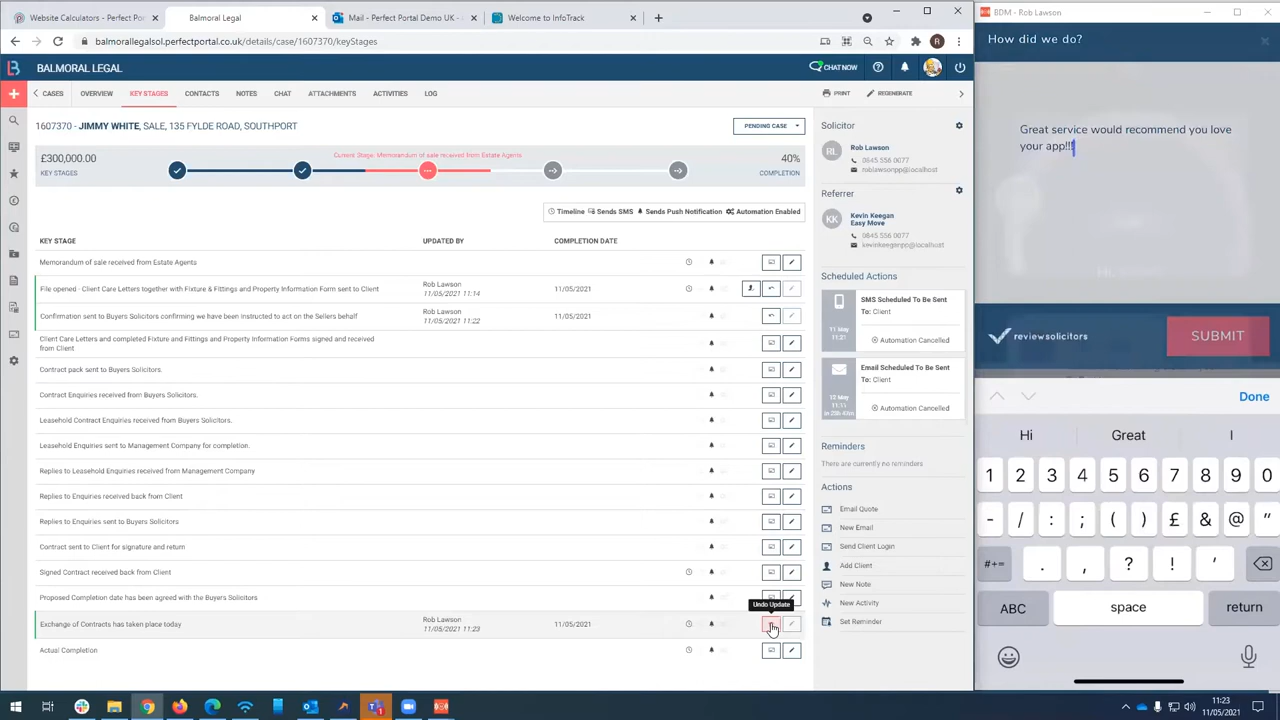 Website Calculators - Perfect Por
Balmoral Legal
Mail - Perfect Portal Demo UK - O
Welcome to InfoTrack
BDM - Rob Lawson
balmorallegalsol.perfectportal.co.uk/details/case/1607370/keyStages
R
How did we do?
BALMORAL LEGAL
CHAT NOW
CASES
OVERVIEW
KEY STAGES
CONTACTS
NOTES
CHAT
ATTACHMENTS
ACTIVITIES
LOG
PRINT
REGENERATE
1607370 - JIMMY WHITE, SALE, 135 FYLDE ROAD, SOUTHPORT
PENDING CASE
£300,000.00
KEY STAGES
Current Stage: Memorandum of sale received from Estate Agents
40%
COMPLETION
Timeline
Sends SMS
Sends Push Notification
Automation Enabled
KEY STAGE
UPDATED BY
COMPLETION DATE
Memorandum of sale received from Estate Agents
File opened - Client Care Letters together with Fixture & Fittings and Property Information Form sent to Client
Rob Lawson
11/05/2021 11:14
11/05/2021
Confirmation sent to Buyers Solicitors confirming we have been instructed to act on the Sellers behalf
Rob Lawson
11/05/2021 11:22
11/05/2021
Client Care Letters and completed Fixture and Fittings and Property Information Forms signed and received
from Client
Contract pack sent to Buyers Solicitors.
Contract Enquiries received from Buyers Solicitors.
Leasehold Contract Enquiries received from Buyers Solicitors.
Leasehold Enquiries sent to Management Company for completion.
Replies to Leasehold Enquiries received from Management Company
Replies to Enquiries received back from Client
Replies to Enquiries sent to Buyers Solicitors
Contract sent to Client for signature and return
Signed Contract received back from Client
Proposed Completion date has been agreed with the Buyers Solicitors
Undo Update
Exchange of Contracts has taken place today
Rob Lawson
11/05/2021 11:23
11/05/2021
Actual Completion
Solicitor
RL
Rob Lawson
0845 556 0077
roblawsonpp@localhost
Referrer
KK
Kevin Keegan
Easy Move
0845 556 0077
kevinkeeganpp@localhost
Scheduled Actions
SMS Scheduled To Be Sent
To: Client
11 May
11:21
Automation Cancelled
Email Scheduled To Be Sent
To: Client
Automation Cancelled
Reminders
There are currently no reminders
Actions
Email Quote
New Email
Send Client Login
Add Client
New Note
New Activity
Set Reminder
Great service would recommend you love
your app!!!
reviewsolicitors
SUBMIT
Done
Hi
Great
I
1 2 3 4 5 6 7 8 9 0
- / : ; ( ) £ & @ "
#+= . , ? ! '
ABC
space
return
11:23
11/05/2021